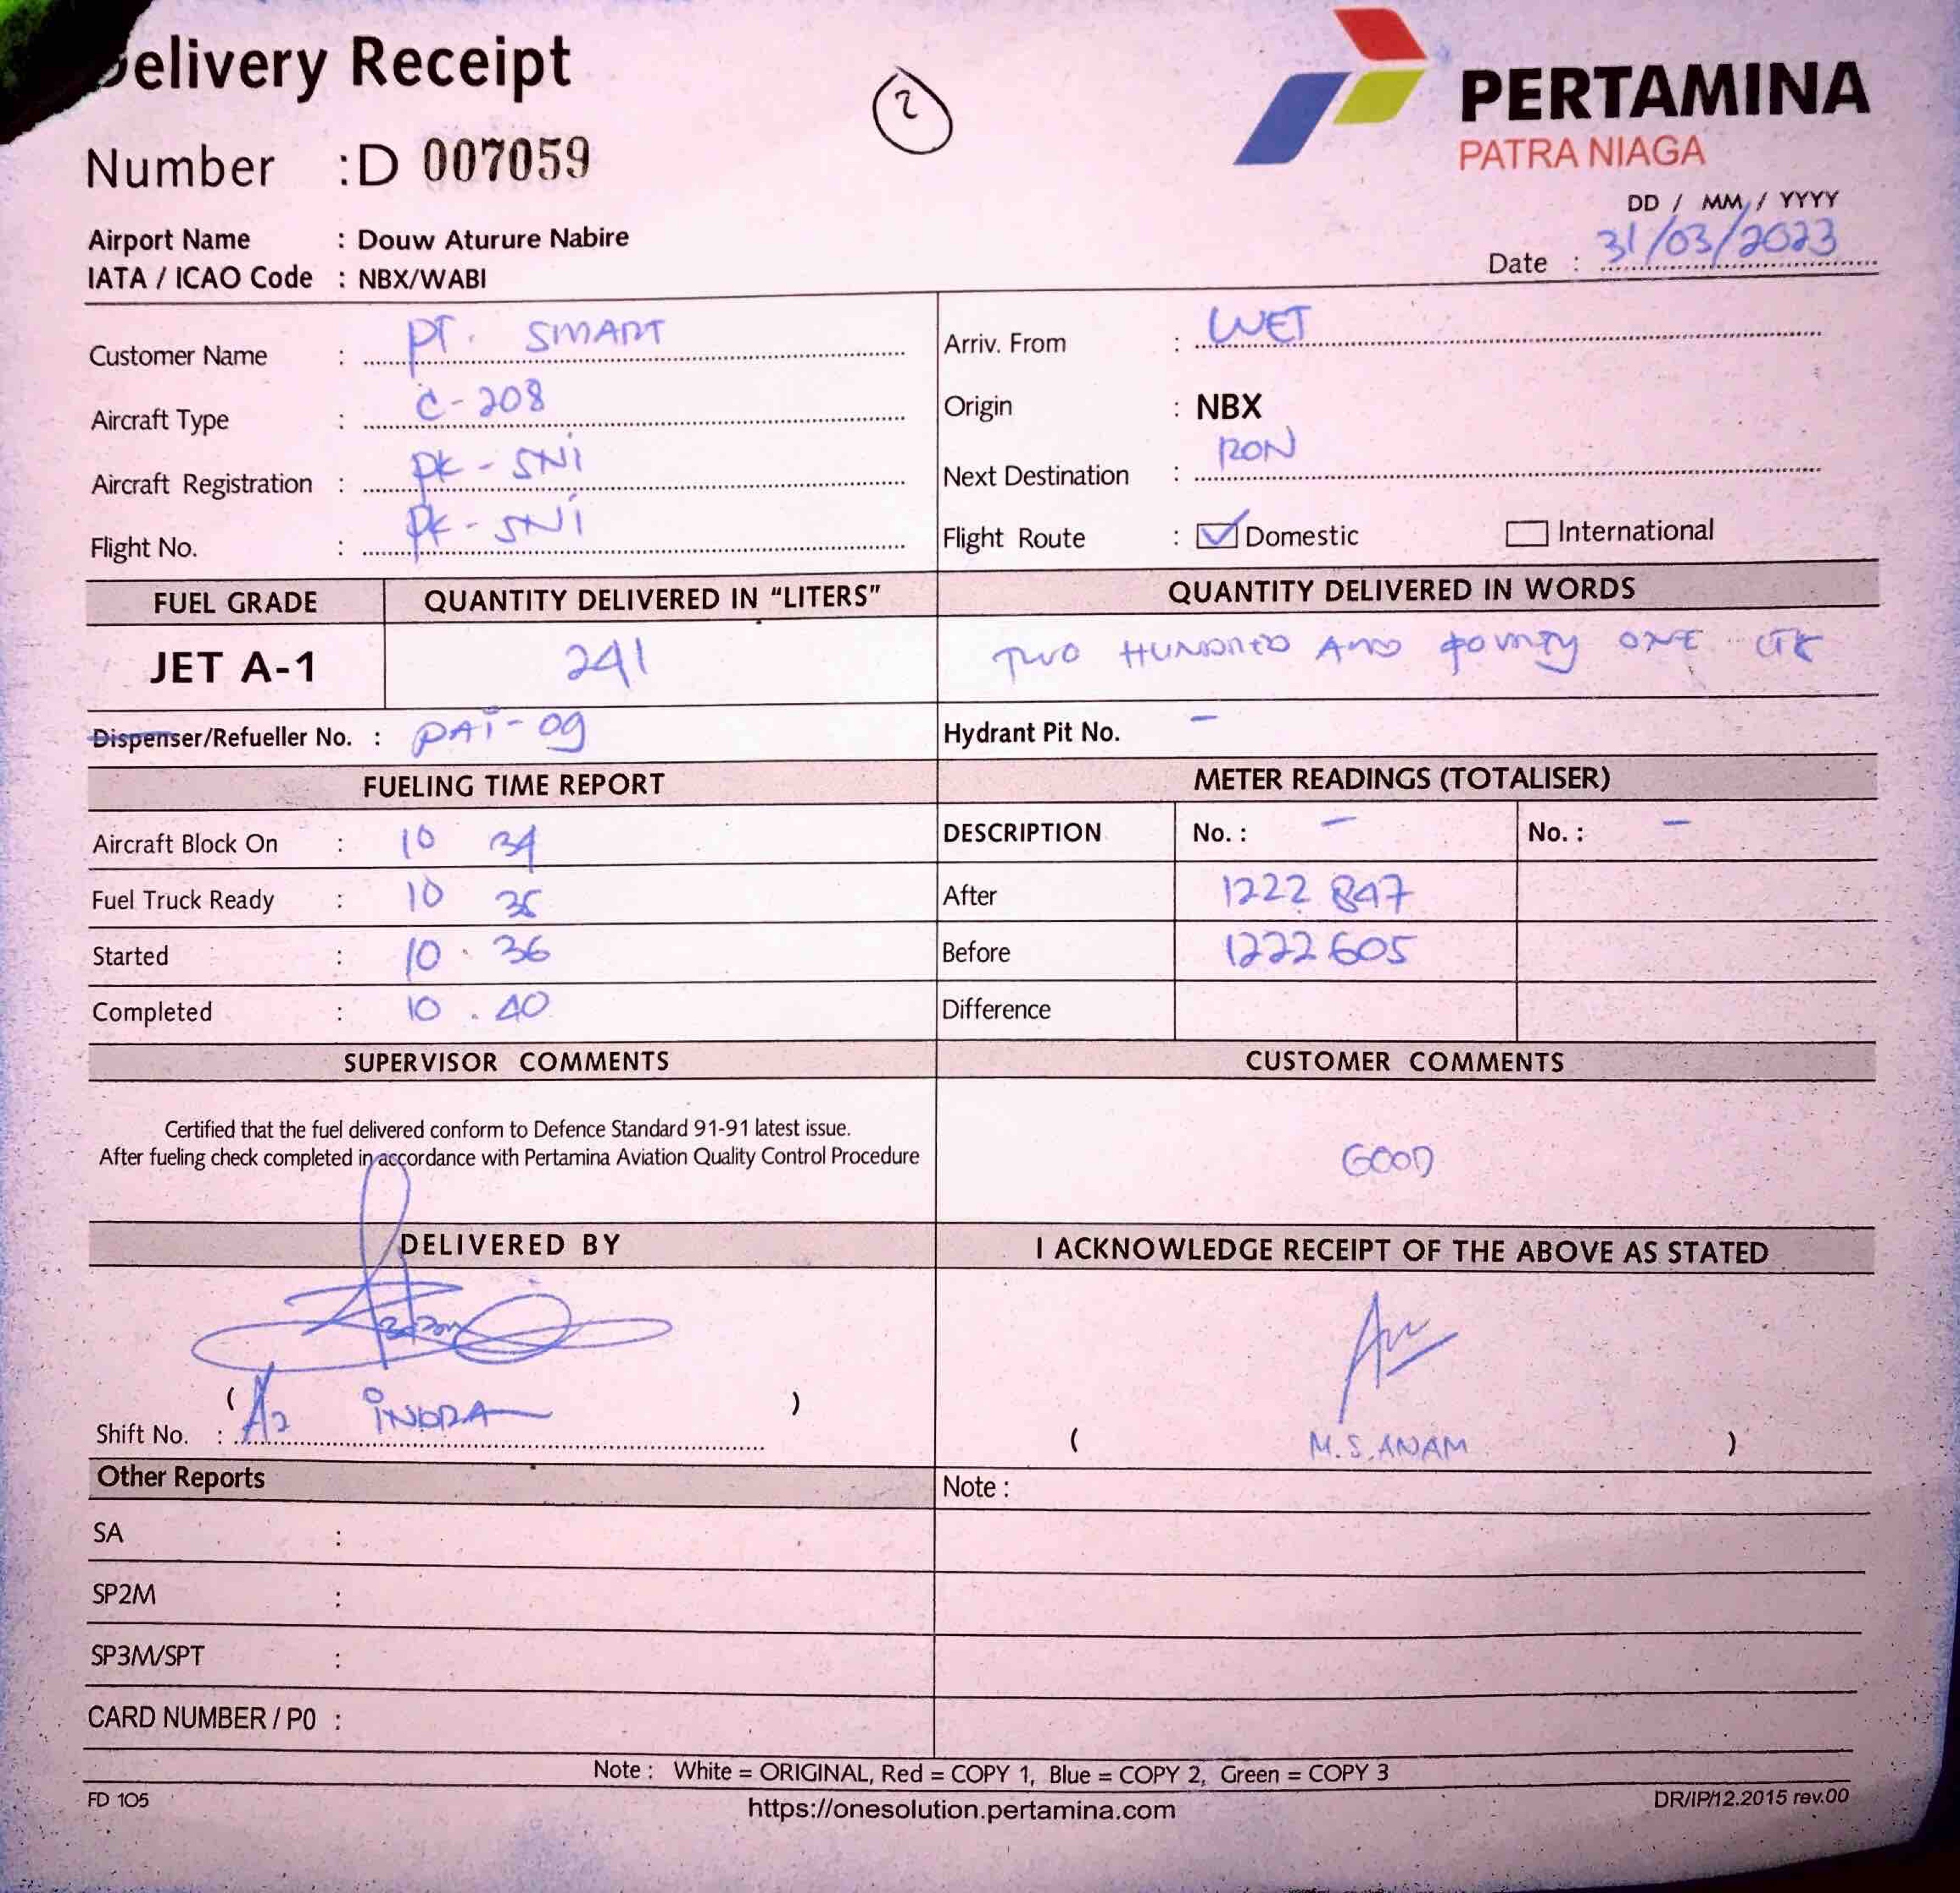 Delivery Receipt
2
PERTAMINA
PATRA NIAGA
Number : D 007059
DD / MM / YYYY
Date : 31/03/2023
Airport Name : Douw Aturure Nabire
IATA / ICAO Code : NBX/WABI
Customer Name : PT. SMART
Arriv. From : WET
Aircraft Type : C-208
Origin : NBX
Aircraft Registration : PK-SNI
Next Destination : RON
Flight No. : PK-SNI
Flight Route : Domestic International
FUEL GRADE QUANTITY DELIVERED IN “LITERS” QUANTITY DELIVERED IN WORDS
JET A-1 241 TWO HUNDRED AND FOURTY ONE LTR
Dispenser/Refueller No. : PAI-09 Hydrant Pit No. -
FUELING TIME REPORT METER READINGS (TOTALISER)
Aircraft Block On : 10 34 DESCRIPTION No. : - No. : -
Fuel Truck Ready : 10 35 After 1222 847
Started : 10 . 36 Before 1222 605
Completed : 10 . 40 Difference
SUPERVISOR COMMENTS CUSTOMER COMMENTS
Certified that the fuel delivered conform to Defence Standard 91-91 latest issue.
After fueling check completed in accordance with Pertamina Aviation Quality Control Procedure
GOOD
DELIVERED BY I ACKNOWLEDGE RECEIPT OF THE ABOVE AS STATED
( )
Shift No. : A2 INDRA
( M.S.ANAM )
Other Reports Note :
SA :
SP2M :
SP3M/SPT :
CARD NUMBER / P0 :
Note : White = ORIGINAL, Red = COPY 1, Blue = COPY 2, Green = COPY 3
FD 105 https://onesolution.pertamina.com DR/IP/12.2015 rev.00